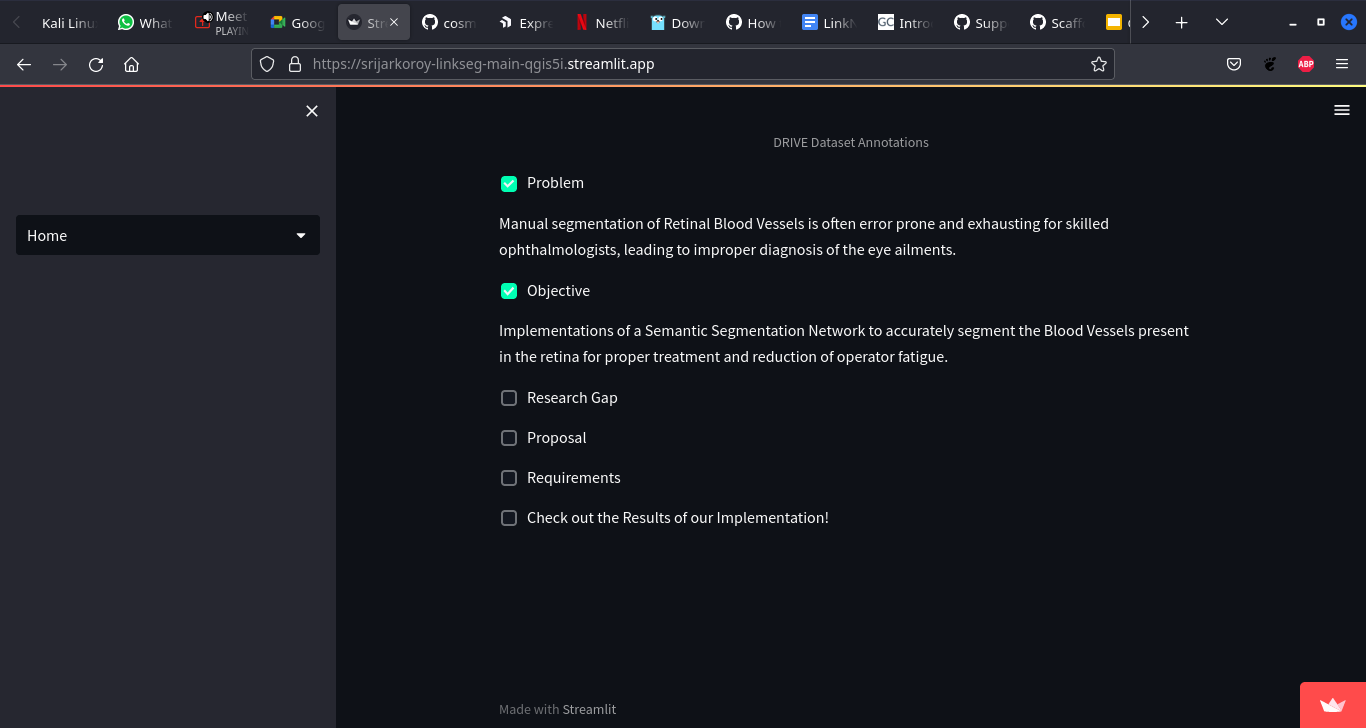 Kali Linu
What
Meet
PLAYIN
Goog
Str
cosm
Expre
Netfli
Dow
How
LinkN
GC
Intro
Supp
Scaff
https://srijarkoroy-linkseg-main-qgis5i.streamlit.app
ABP
DRIVE Dataset Annotations
Home
Problem
Manual segmentation of Retinal Blood Vessels is often error prone and exhausting for skilled
ophthalmologists, leading to improper diagnosis of the eye ailments.
Objective
Implementations of a Semantic Segmentation Network to accurately segment the Blood Vessels present
in the retina for proper treatment and reduction of operator fatigue.
Research Gap
Proposal
Requirements
Check out the Results of our Implementation!
Made with Streamlit